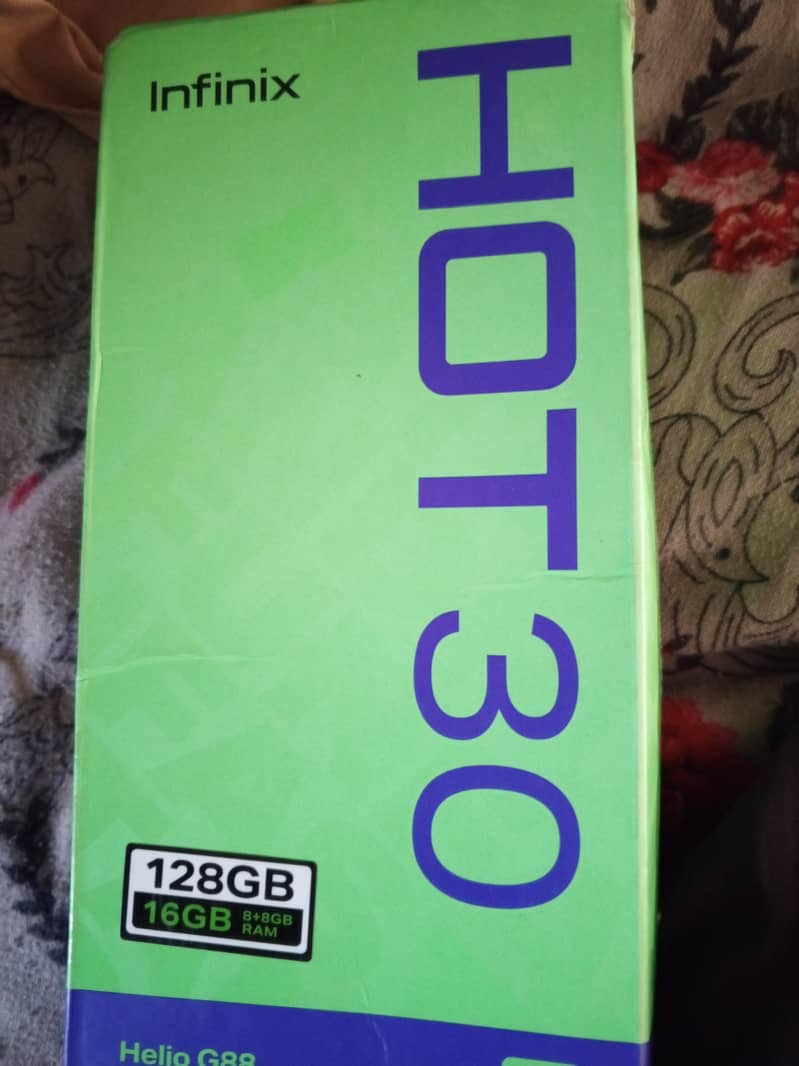 Infinix
HOT 30
128GB
16GB 8+8GB RAM
Helio G88